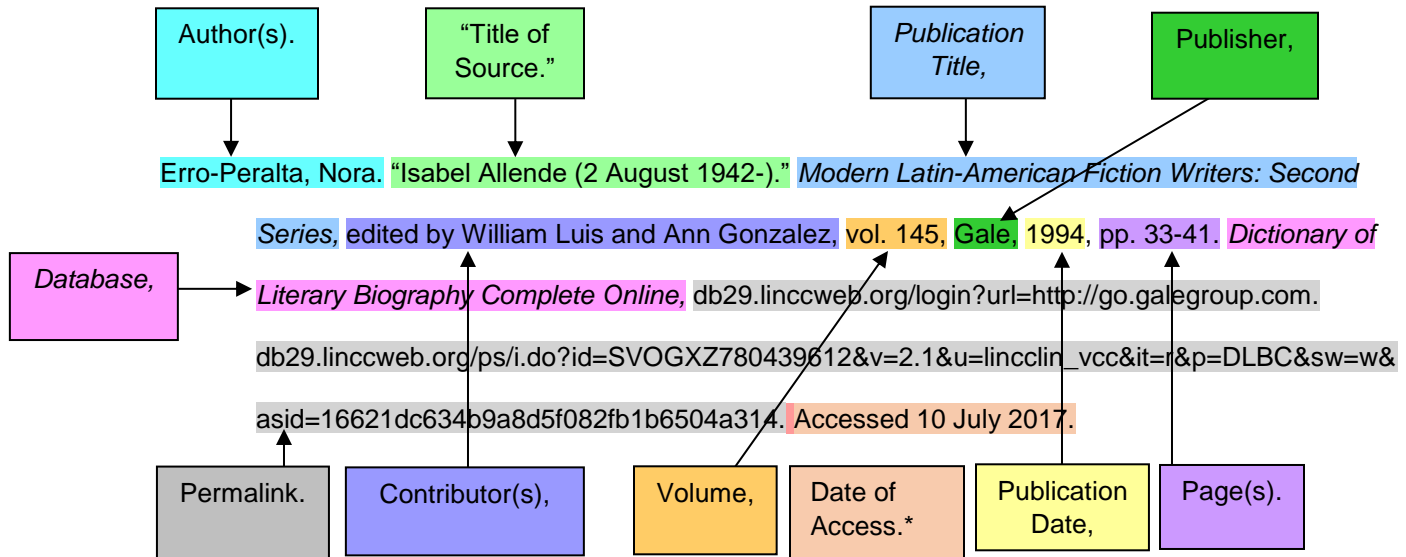 Author(s).
“Title of
Source.”
Publication
Title,
Publisher,
Erro-Peralta, Nora. “Isabel Allende (2 August 1942-).” Modern Latin-American Fiction Writers: Second
Series, edited by William Luis and Ann Gonzalez, vol. 145, Gale, 1994, pp. 33-41. Dictionary of
Database,
Literary Biography Complete Online, db29.linccweb.org/login?url=http://go.galegroup.com.
db29.linccweb.org/ps/i.do?id=SVOGXZ780439612&v=2.1&u=lincclin_vcc&it=r&p=DLBC&sw=w&
asid=16621dc634b9a8d5f082fb1b6504a314. Accessed 10 July 2017.
Permalink.
Contributor(s),
Volume,
Date of
Access.*
Publication
Date,
Page(s).